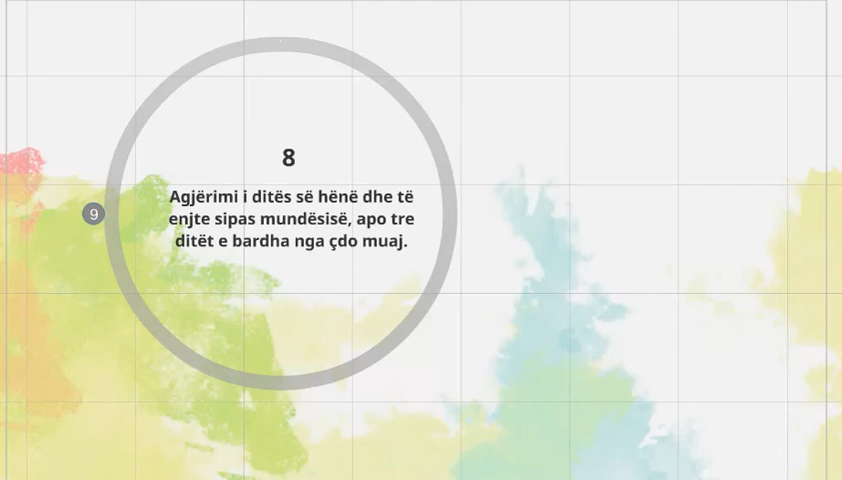 8
Agjërimi i ditës së hënë dhe të
enjte sipas mundësisë, apo tre
ditët e bardha nga çdo muaj.
9